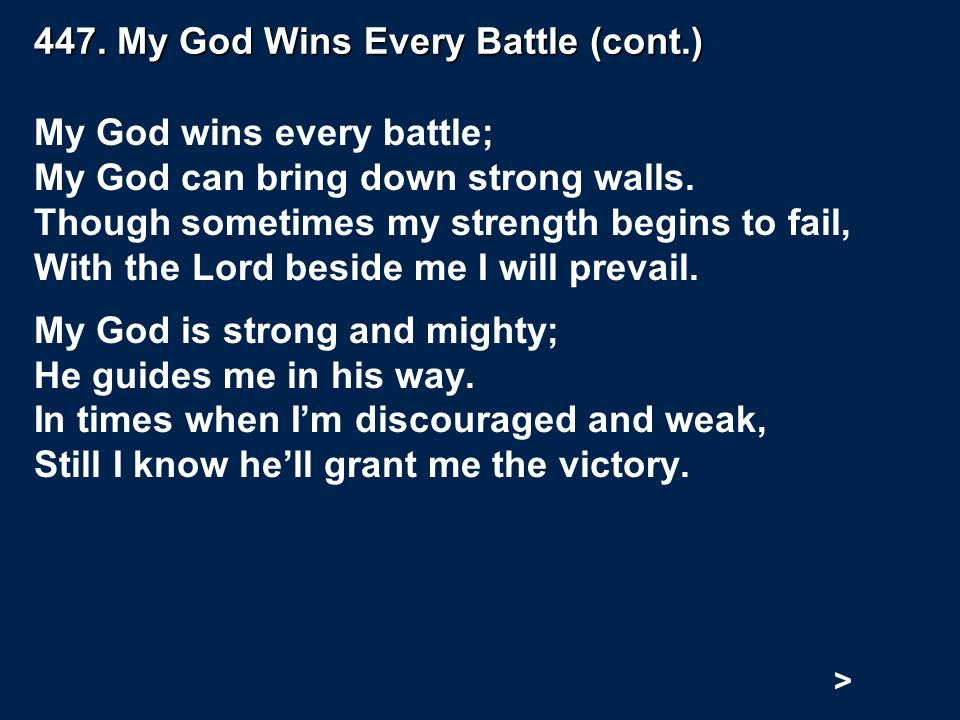 447. My God Wins Every Battle (cont.)
My God wins every battle;
My God can bring down strong walls.
Though sometimes my strength begins to fail,
With the Lord beside me I will prevail.
My God is strong and mighty;
He guides me in his way.
In times when I’m discouraged and weak,
Still I know he’ll grant me the victory.
>